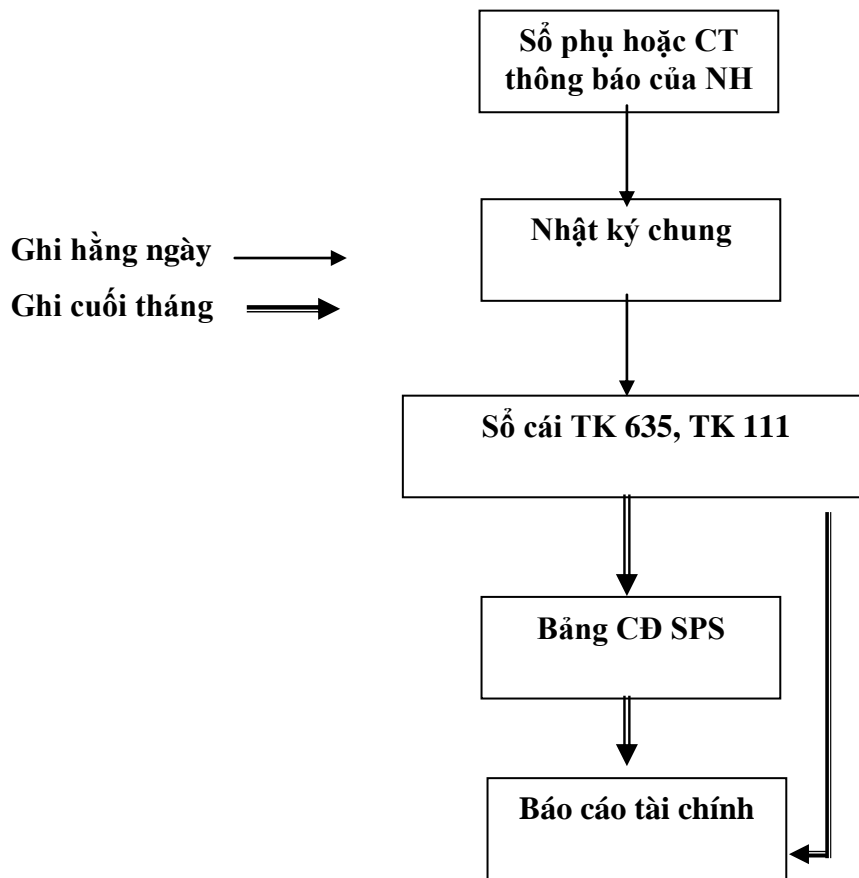 Sổ phụ hoặc CT
thông báo của NH
Nhật ký chung
Ghi hằng ngày
Ghi cuối tháng
Sổ cái TK 635, TK 111
Bảng CĐ SPS
Báo cáo tài chính